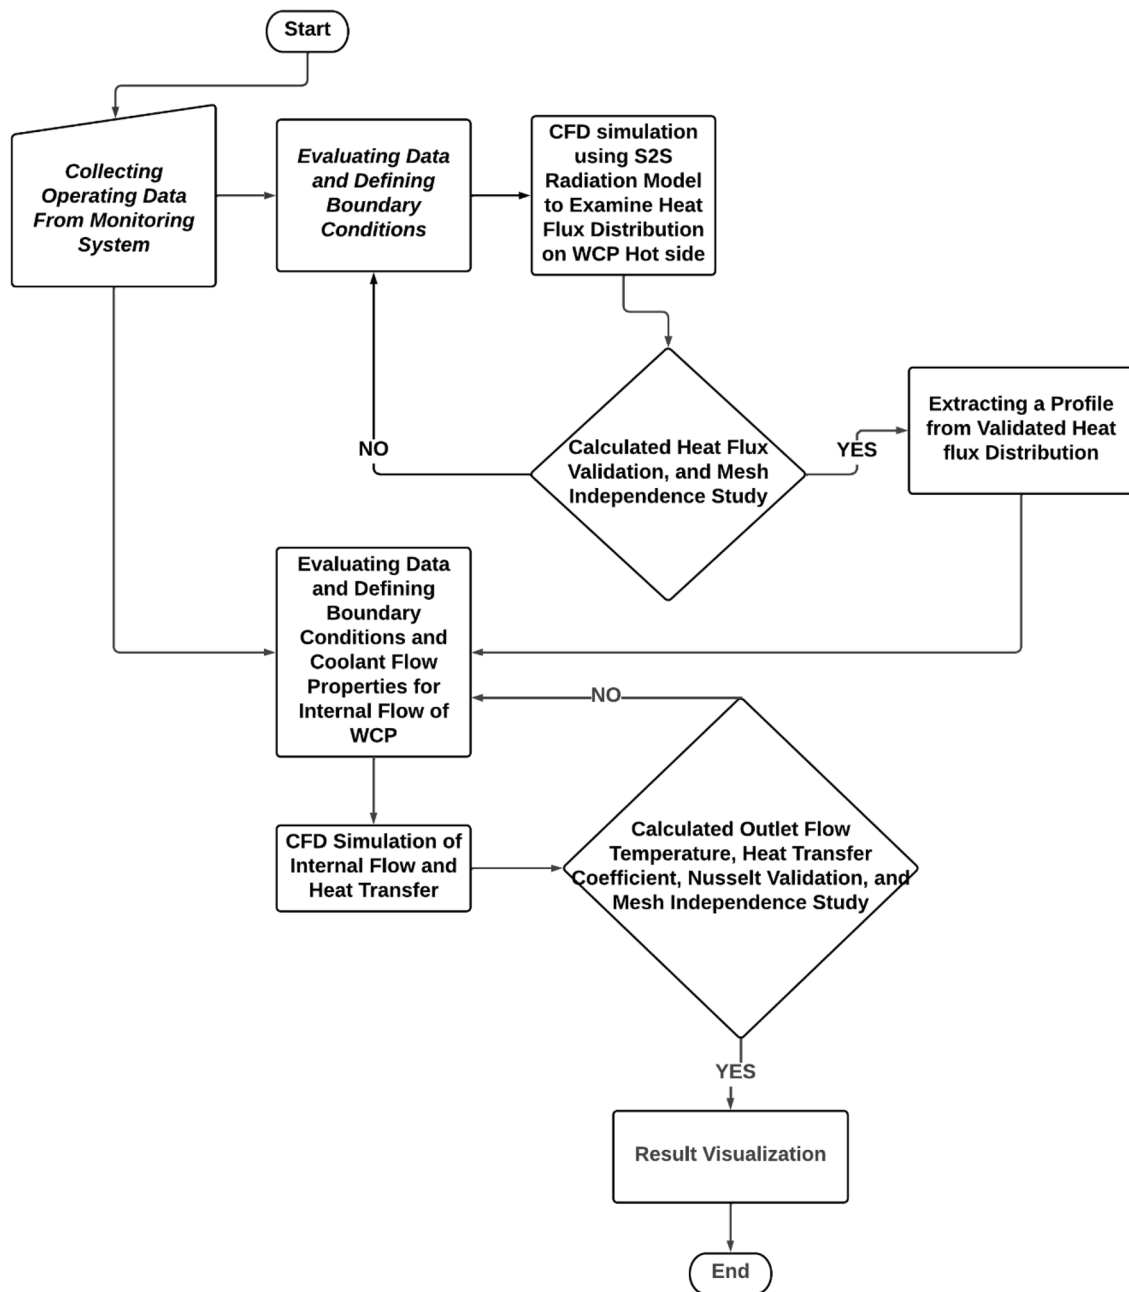 Start
Collecting
Operating Data
From Monitoring
System
Evaluating Data
and Defining
Boundary
Conditions
CFD simulation
using S2S
Radiation Model
to Examine Heat
Flux Distribution
on WCP Hot side
NO
Calculated Heat Flux
Validation, and Mesh
Independence Study
YES
Extracting a Profile
from Validated Heat
flux Distribution
Evaluating Data
and Defining
Boundary
Conditions and
Coolant Flow
Properties for
Internal Flow of
WCP
NO
CFD Simulation of
Internal Flow and
Heat Transfer
Calculated Outlet Flow
Temperature, Heat Transfer
Coefficient, Nusselt Validation, and
Mesh Independence Study
YES
Result Visualization
End